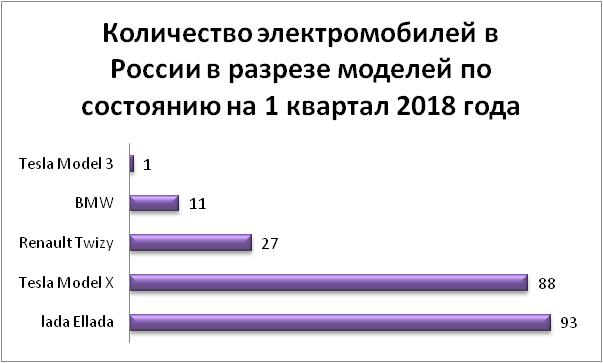 Количество электромобилей в
России в разрезе моделей по
состоянию на 1 квартал 2018 года
Tesla Model 3 1
BMW 11
Renault Twizy 27
Tesla Model X 88
lada Ellada 93